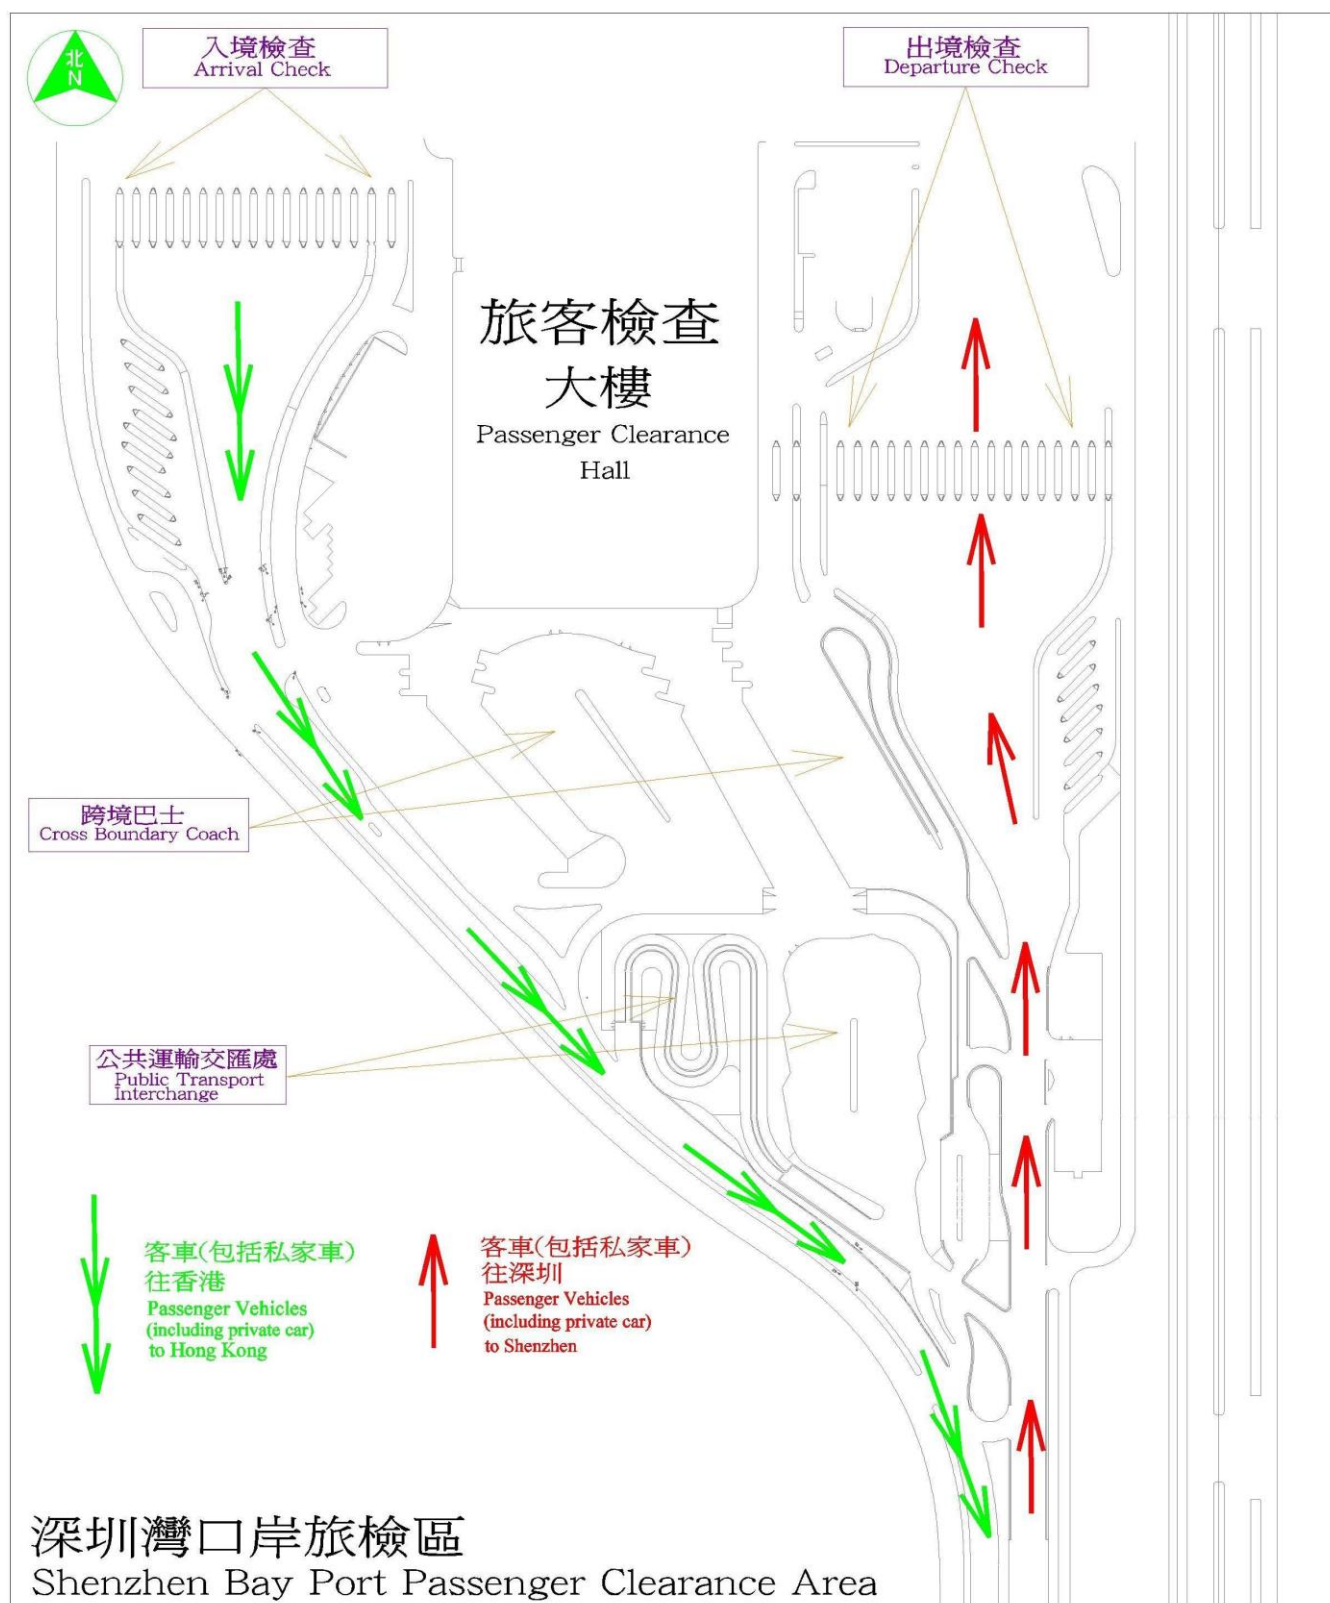 北
N
入境檢查
Arrival Check
出境檢查
Departure Check
旅客檢查
大樓
Passenger Clearance
Hall
跨境巴士
Cross Boundary Coach
公共運輸交匯處
Public Transport
Interchange
客車(包括私家車)
往香港
Passenger Vehicles
(including private car)
to Hong Kong
客車(包括私家車)
往深圳
Passenger Vehicles
(including private car)
to Shenzhen
深圳灣口岸旅檢區
Shenzhen Bay Port Passenger Clearance Area